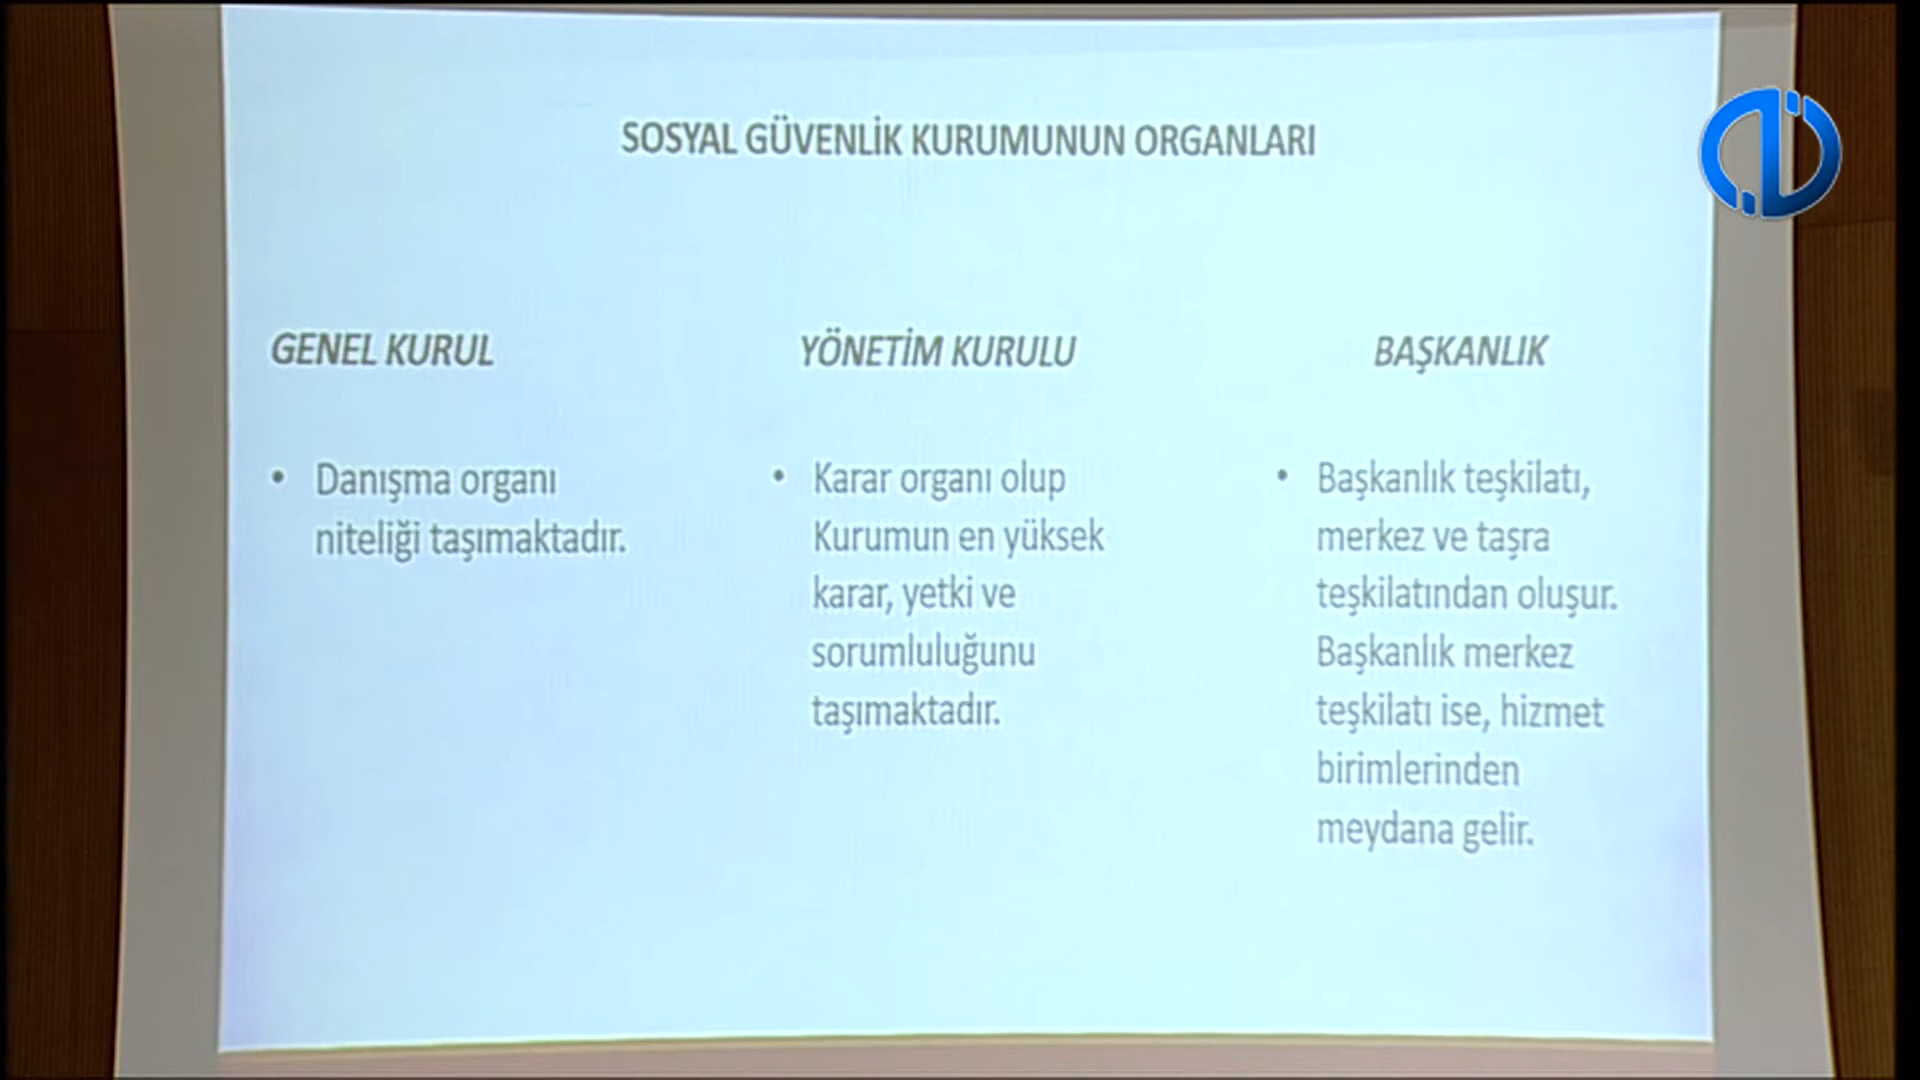 SOSYAL GÜVENLİK KURUMUNUN ORGANLARI
GENEL KURUL
• Danışma organı
niteliği taşımaktadır.
YÖNETİM KURULU
• Karar organı olup
Kurumun en yüksek
karar, yetki ve
sorumluluğunu
taşımaktadır.
BAŞKANLIK
• Başkanlık teşkilatı,
merkez ve taşra
teşkilatından oluşur.
Başkanlık merkez
teşkilatı ise, hizmet
birimlerinden
meydana gelir.